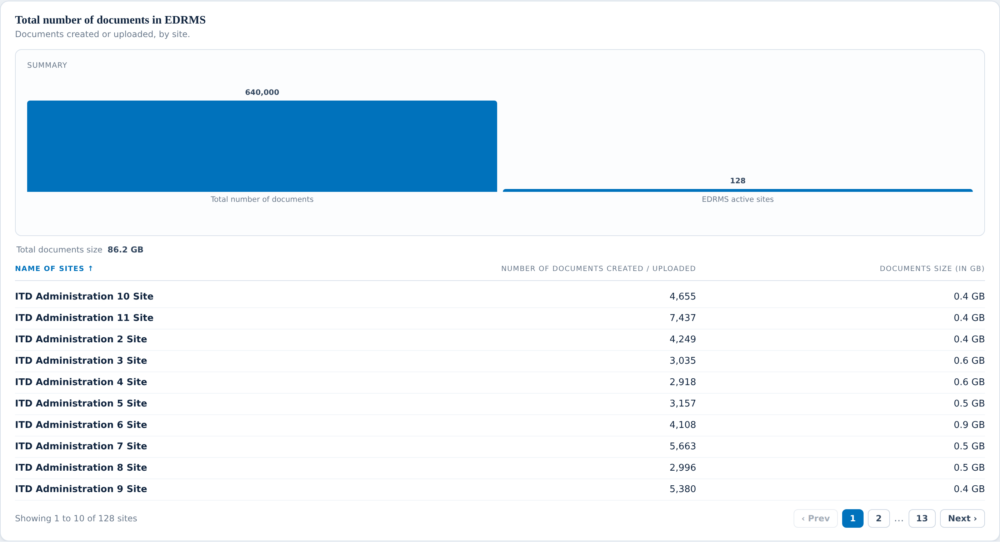 Total number of documents in EDRMS
Documents created or uploaded, by site.
SUMMARY
640,000
128
Total number of documents EDRMS active sites
Total documents size 86.2 GB
NAME OF SITES ↑ NUMBER OF DOCUMENTS CREATED / UPLOADED DOCUMENTS SIZE (IN GB)
ITD Administration 10 Site 4,655 0.4 GB
ITD Administration 11 Site 7,437 0.4 GB
ITD Administration 2 Site 4,249 0.4 GB
ITD Administration 3 Site 3,035 0.6 GB
ITD Administration 4 Site 2,918 0.6 GB
ITD Administration 5 Site 3,157 0.5 GB
ITD Administration 6 Site 4,108 0.9 GB
ITD Administration 7 Site 5,663 0.5 GB
ITD Administration 8 Site 2,996 0.5 GB
ITD Administration 9 Site 5,380 0.4 GB
Showing 1 to 10 of 128 sites ‹ Prev 1 2 … 13 Next ›